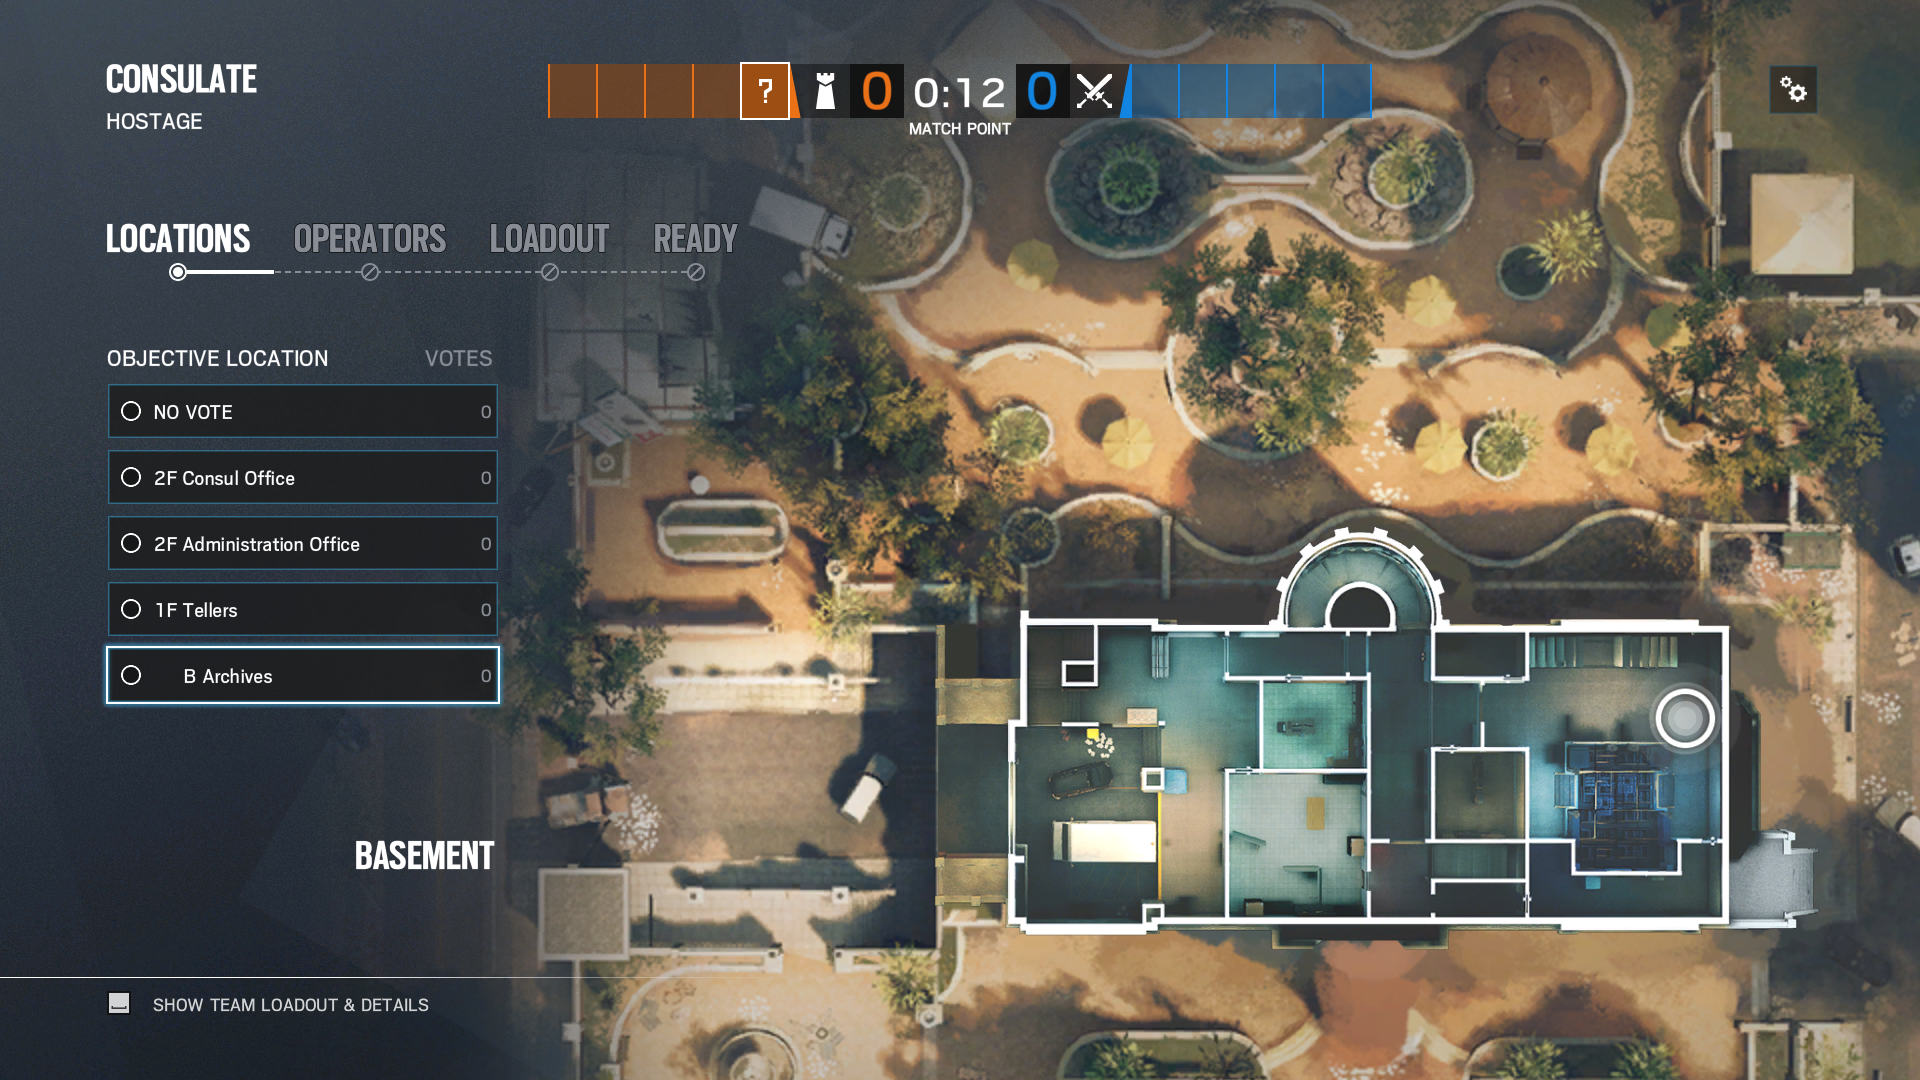 CONSULATE
HOSTAGE
?
0
0:12
0
MATCH POINT
LOCATIONS
OPERATORS
LOADOUT
READY
OBJECTIVE LOCATION
VOTES
NO VOTE
0
2F Consul Office
0
2F Administration Office
0
1F Tellers
0
B Archives
0
BASEMENT
SHOW TEAM LOADOUT & DETAILS